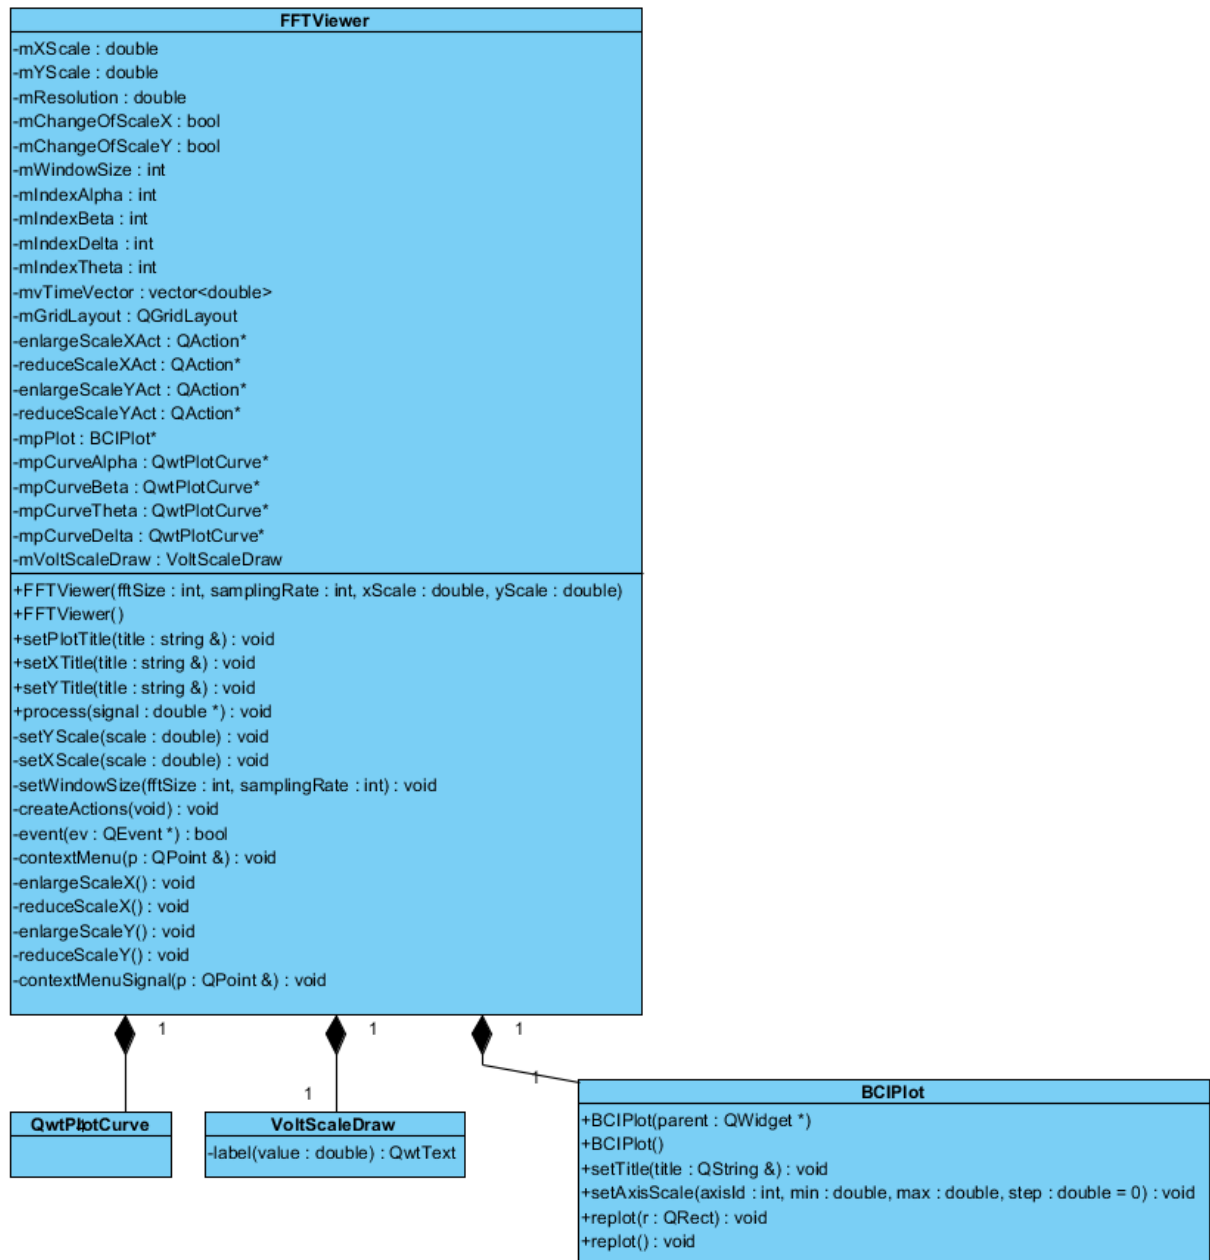 FFTViewer
-mXScale : double
-mYScale : double
-mResolution : double
-mChangeOfScaleX : bool
-mChangeOfScaleY : bool
-mWindowSize : int
-mIndexAlpha : int
-mIndexBeta : int
-mIndexDelta : int
-mIndexTheta : int
-mvTimeVector : vector<double>
-mGridLayout : QGridLayout
-enlargeScaleXAct : QAction*
-reduceScaleXAct : QAction*
-enlargeScaleYAct : QAction*
-reduceScaleYAct : QAction*
-mpPlot : BCIPlot*
-mpCurveAlpha : QwtPlotCurve*
-mpCurveBeta : QwtPlotCurve*
-mpCurveTheta : QwtPlotCurve*
-mpCurveDelta : QwtPlotCurve*
-mVoltScaleDraw : VoltScaleDraw
+FFTViewer(fftSize : int, samplingRate : int, xScale : double, yScale : double)
+FFTViewer()
+setPlotTitle(title : string &) : void
+setXTitle(title : string &) : void
+setYTitle(title : string &) : void
+process(signal : double *) : void
-setYScale(scale : double) : void
-setXScale(scale : double) : void
-setWindowSize(fftSize : int, samplingRate : int) : void
-createActions(void) : void
-event(ev : QEvent *) : bool
-contextMenu(p : QPoint &) : void
-enlargeScaleX() : void
-reduceScaleX() : void
-enlargeScaleY() : void
-reduceScaleY() : void
-contextMenuSignal(p : QPoint &) : void
1
1
1
1
1
QwtPlotCurve
VoltScaleDraw
-label(value : double) : QwtText
BCIPlot
+BCIPlot(parent : QWidget *)
+BCIPlot()
+setTitle(title : QString &) : void
+setAxisScale(axisId : int, min : double, max : double, step : double = 0) : void
+replot(r : QRect) : void
+replot() : void